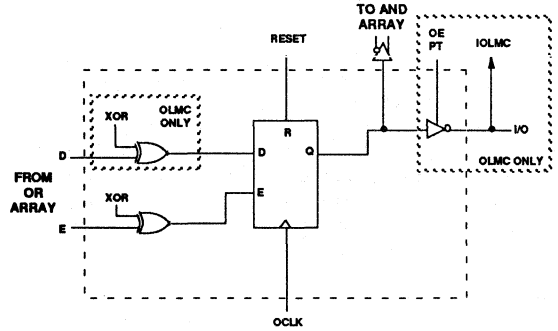 TO AND
ARRAY
RESET
OE
PT
IOLMC
OLMC
ONLY
XOR
R
D
D
Q
I/O
OLMC ONLY
FROM
OR
ARRAY
E
XOR
E
OCLK